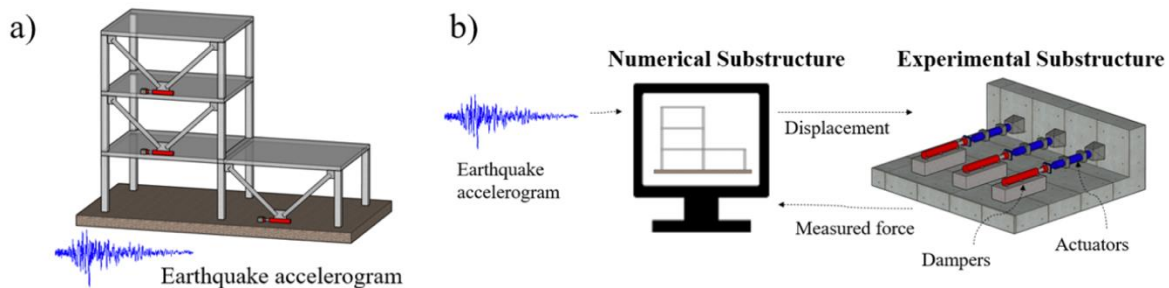 a)
Earthquake accelerogram
b)
Numerical Substructure
Experimental Substructure
Earthquake
accelerogram
Displacement
Measured force
Dampers
Actuators